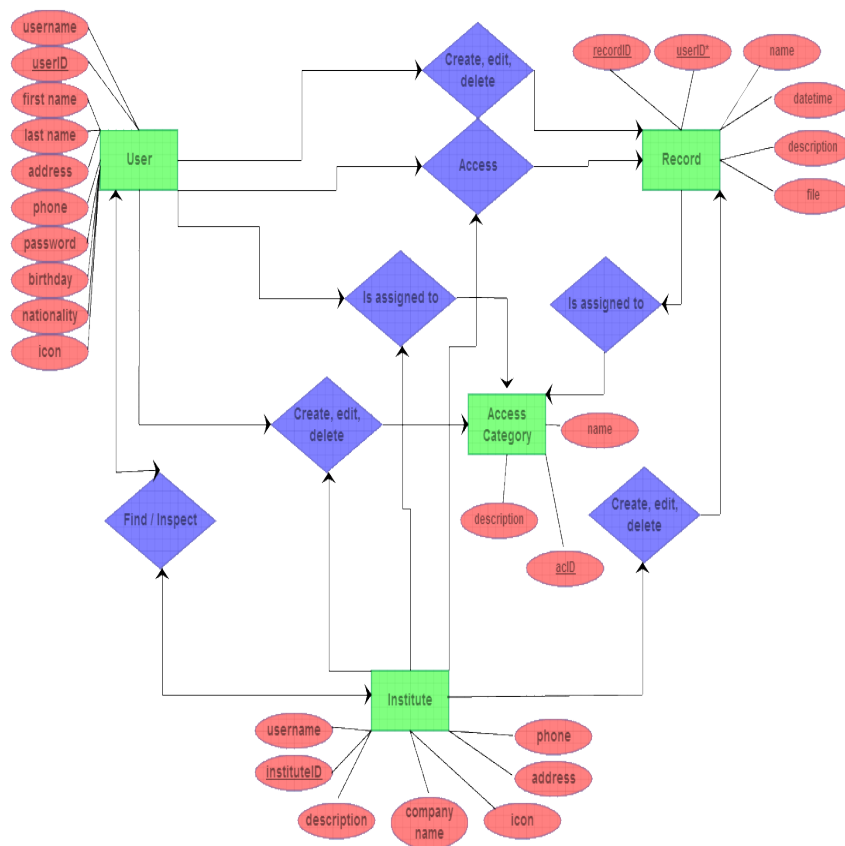 username
userID
first name
last name
address
phone
password
birthday
nationality
icon
User
Create, edit,
delete
Access
recordID
userID*
name
datetime
description
file
Record
Is assigned to
Is assigned to
Create, edit,
delete
Access
Category
name
description
acID
Create, edit,
delete
Find / Inspect
Institute
username
instituteID
description
company
name
icon
address
phone